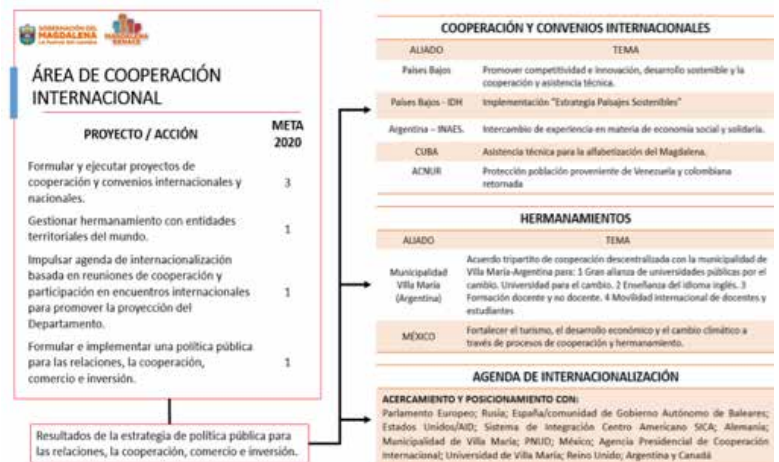 GOBERNACIÓN DEL
MAGDALENA
La fuerza del cambio
MAGDALENA
RENACE
ÁREA DE COOPERACIÓN
INTERNACIONAL
PROYECTO / ACCIÓN
META
2020
Formular y ejecutar proyectos de
cooperación y convenios internacionales y
nacionales.
3
Gestionar hermanamiento con entidades
territoriales del mundo.
1
Impulsar agenda de internacionalización
basada en reuniones de cooperación y
participación en encuentros internacionales
para promover la proyección del
Departamento.
1
Formular e implementar una política pública
para las relaciones, la cooperación,
comercio e inversión.
1
Resultados de la estrategia de política pública para
las relaciones, la cooperación, comercio e inversión.
COOPERACIÓN Y CONVENIOS INTERNACIONALES
ALIADO TEMA
Países Bajos Promover competitividad e innovación, desarrollo sostenible y la
cooperación y asistencia técnica.
Países Bajos - IDH Implementación "Estrategia Paisajes Sostenibles"
Argentina – INAES. Intercambio de experiencia en materia de economía social y solidaria.
CUBA Asistencia técnica para la alfabetización del Magdalena.
ACNUR Protección población proveniente de Venezuela y colombiana
retornada
HERMANAMIENTOS
ALIADO TEMA
Municipalidad
Villa María
(Argentina)
Acuerdo tripartito de cooperación descentralizada con la municipalidad de
Villa María-Argentina para: 1 Gran alianza de universidades públicas por el
cambio. Universidad para el cambio. 2 Enseñanza del idioma inglés. 3
Formación docente y no docente. 4 Movilidad internacional de docentes y
estudiantes
MÉXICO Fortalecer el turismo, el desarrollo económico y el cambio climático a
través de procesos de cooperación y hermanamiento.
AGENDA DE INTERNACIONALIZACIÓN
ACERCAMIENTO Y POSICIONAMIENTO CON:
Parlamento Europeo; Rusia; España/comunidad de Gobierno Autónomo de Baleares;
Estados Unidos/AID; Sistema de Integración Centro Americano SICA; Alemania;
Municipalidad de Villa María; PNUD; México; Agencia Presidencial de Cooperación
Internacional; Universidad de Villa María; Reino Unido; Argentina y Canadá